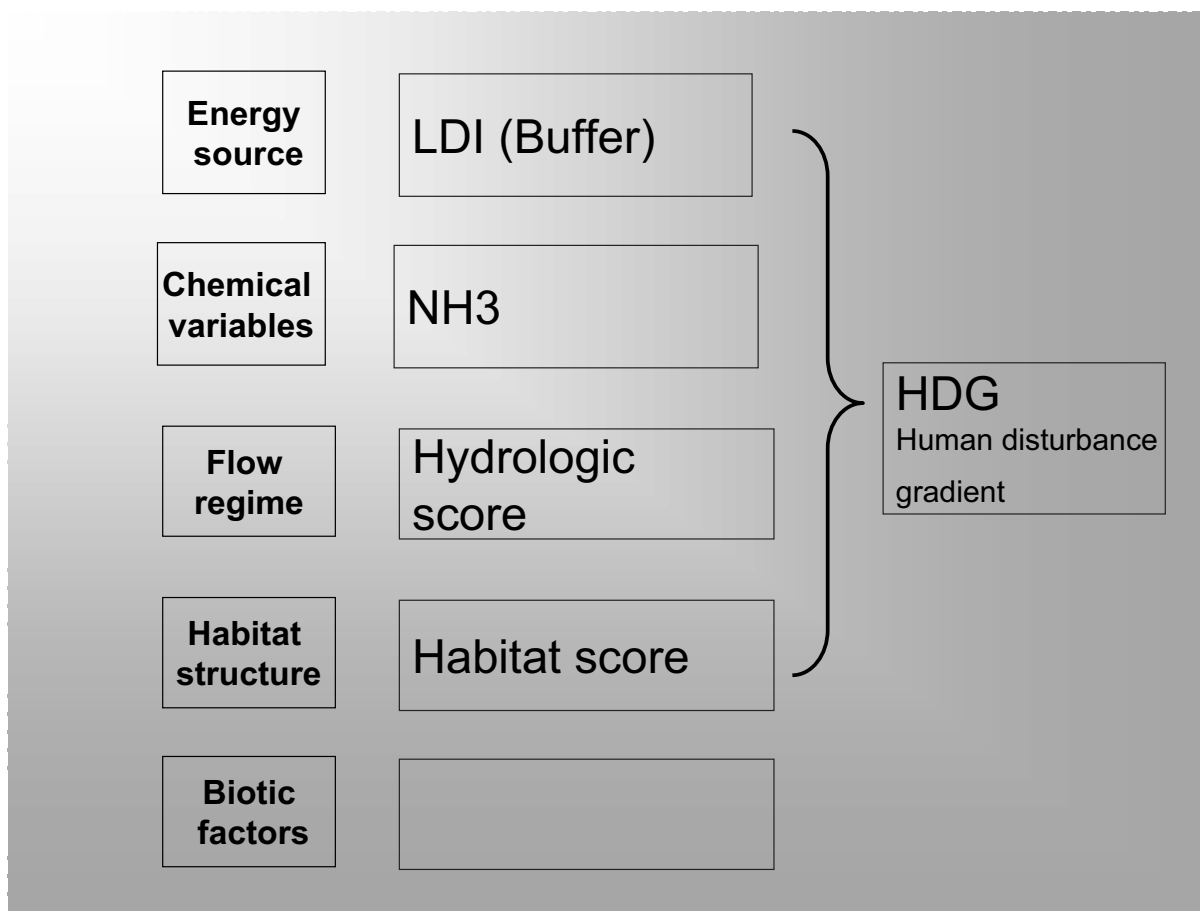 Energy
source
LDI (Buffer)
Chemical
variables
NH3
Flow
regime
Hydrologic
score
Habitat
structure
Habitat score
Biotic
factors
HDG
Human disturbance
gradient